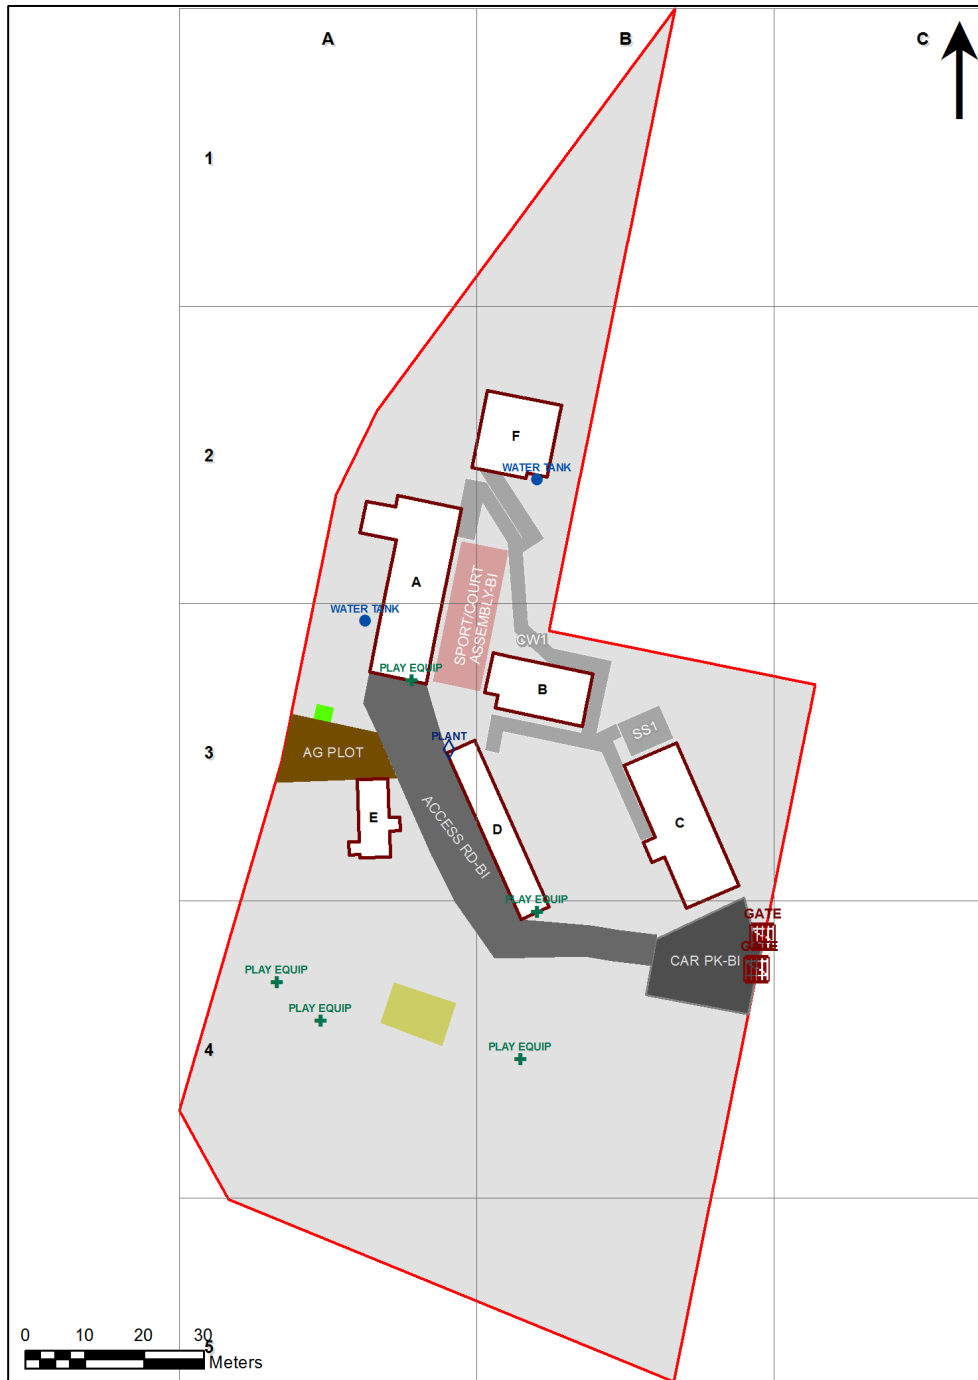 A
B
C
1
2
F
WATER TANK
A
SPORT/COURT
ASSEMBLY-BI
WATER TANK
CW1
PLAY EQUIP
B
SS1
PLANT
3
AG PLOT
E
ACCESS RD-BI
D
C
PLAY EQUIP
GATE
GATE
CAR PK-BI
PLAY EQUIP
PLAY EQUIP
4
PLAY EQUIP
5
0 10 20 30
Meters